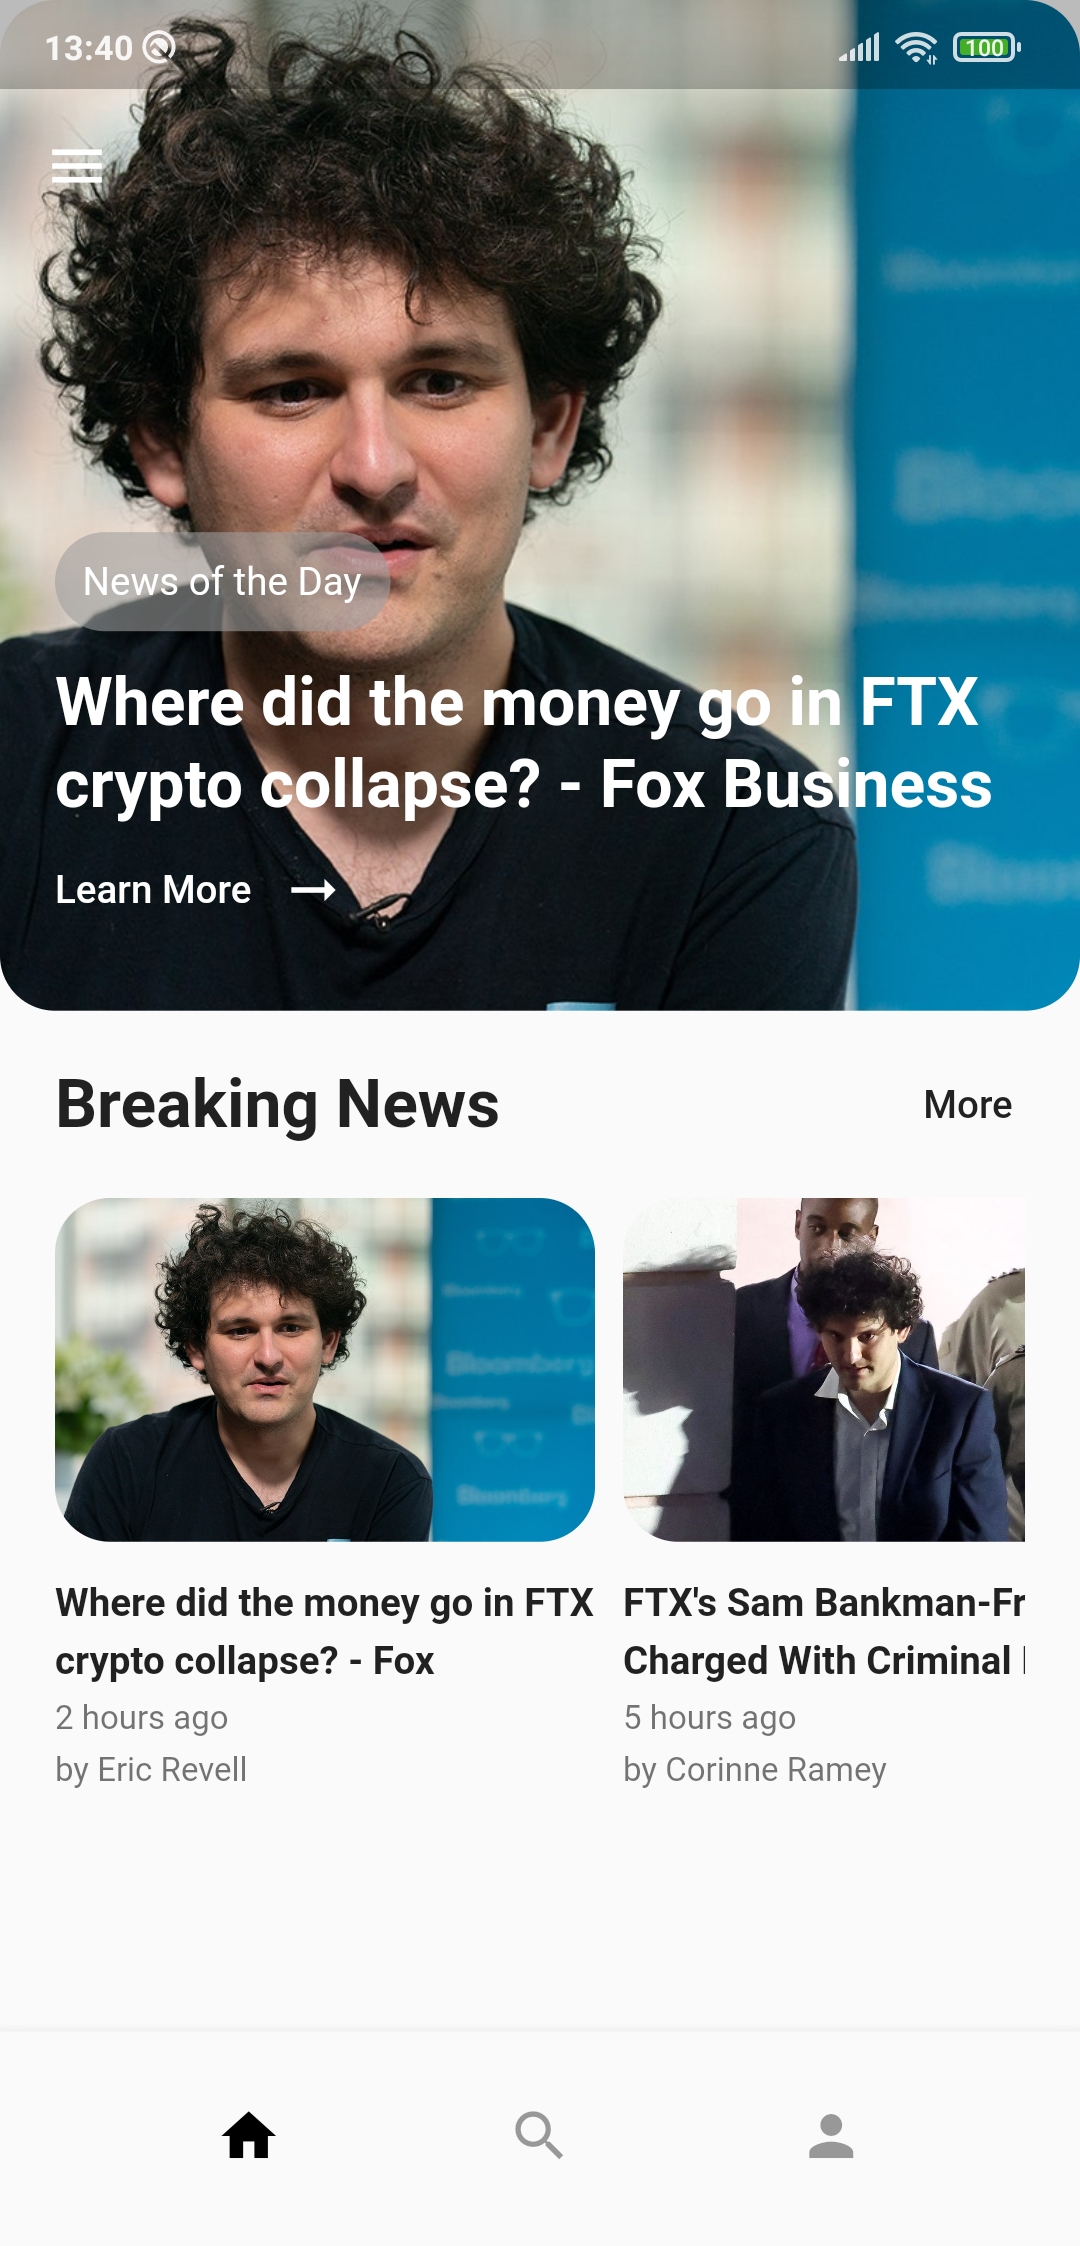 13:40
100
News of the Day
Where did the money go in FTX
crypto collapse? - Fox Business
Learn More
Breaking News
More
Bloomberg
Where did the money go in FTX
crypto collapse? - Fox
2 hours ago
by Eric Revell
FTX's Sam Bankman-Fr
Charged With Criminal
5 hours ago
by Corinne Ramey